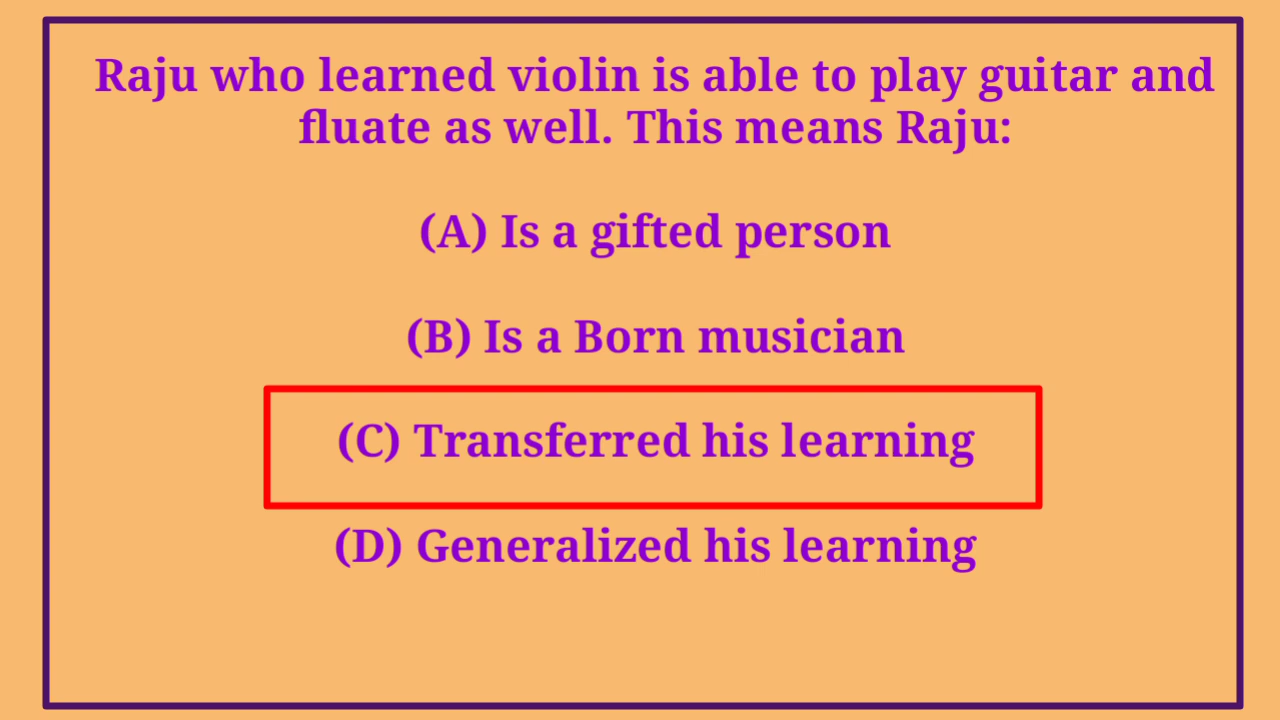 Raju who learned violin is able to play guitar and
fluate as well. This means Raju:
(A) Is a gifted person
(B) Is a Born musician
(C) Transferred his learning
(D) Generalized his learning